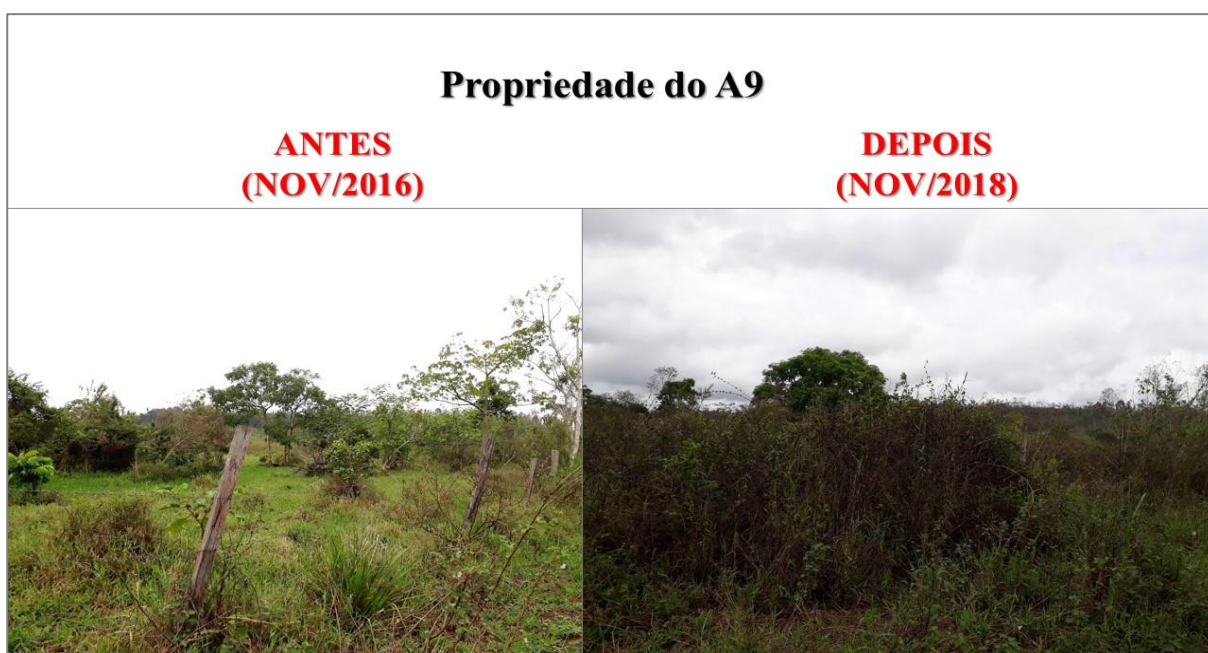 Propriedade do A9
ANTES
(NOV/2016)
DEPOIS
(NOV/2018)